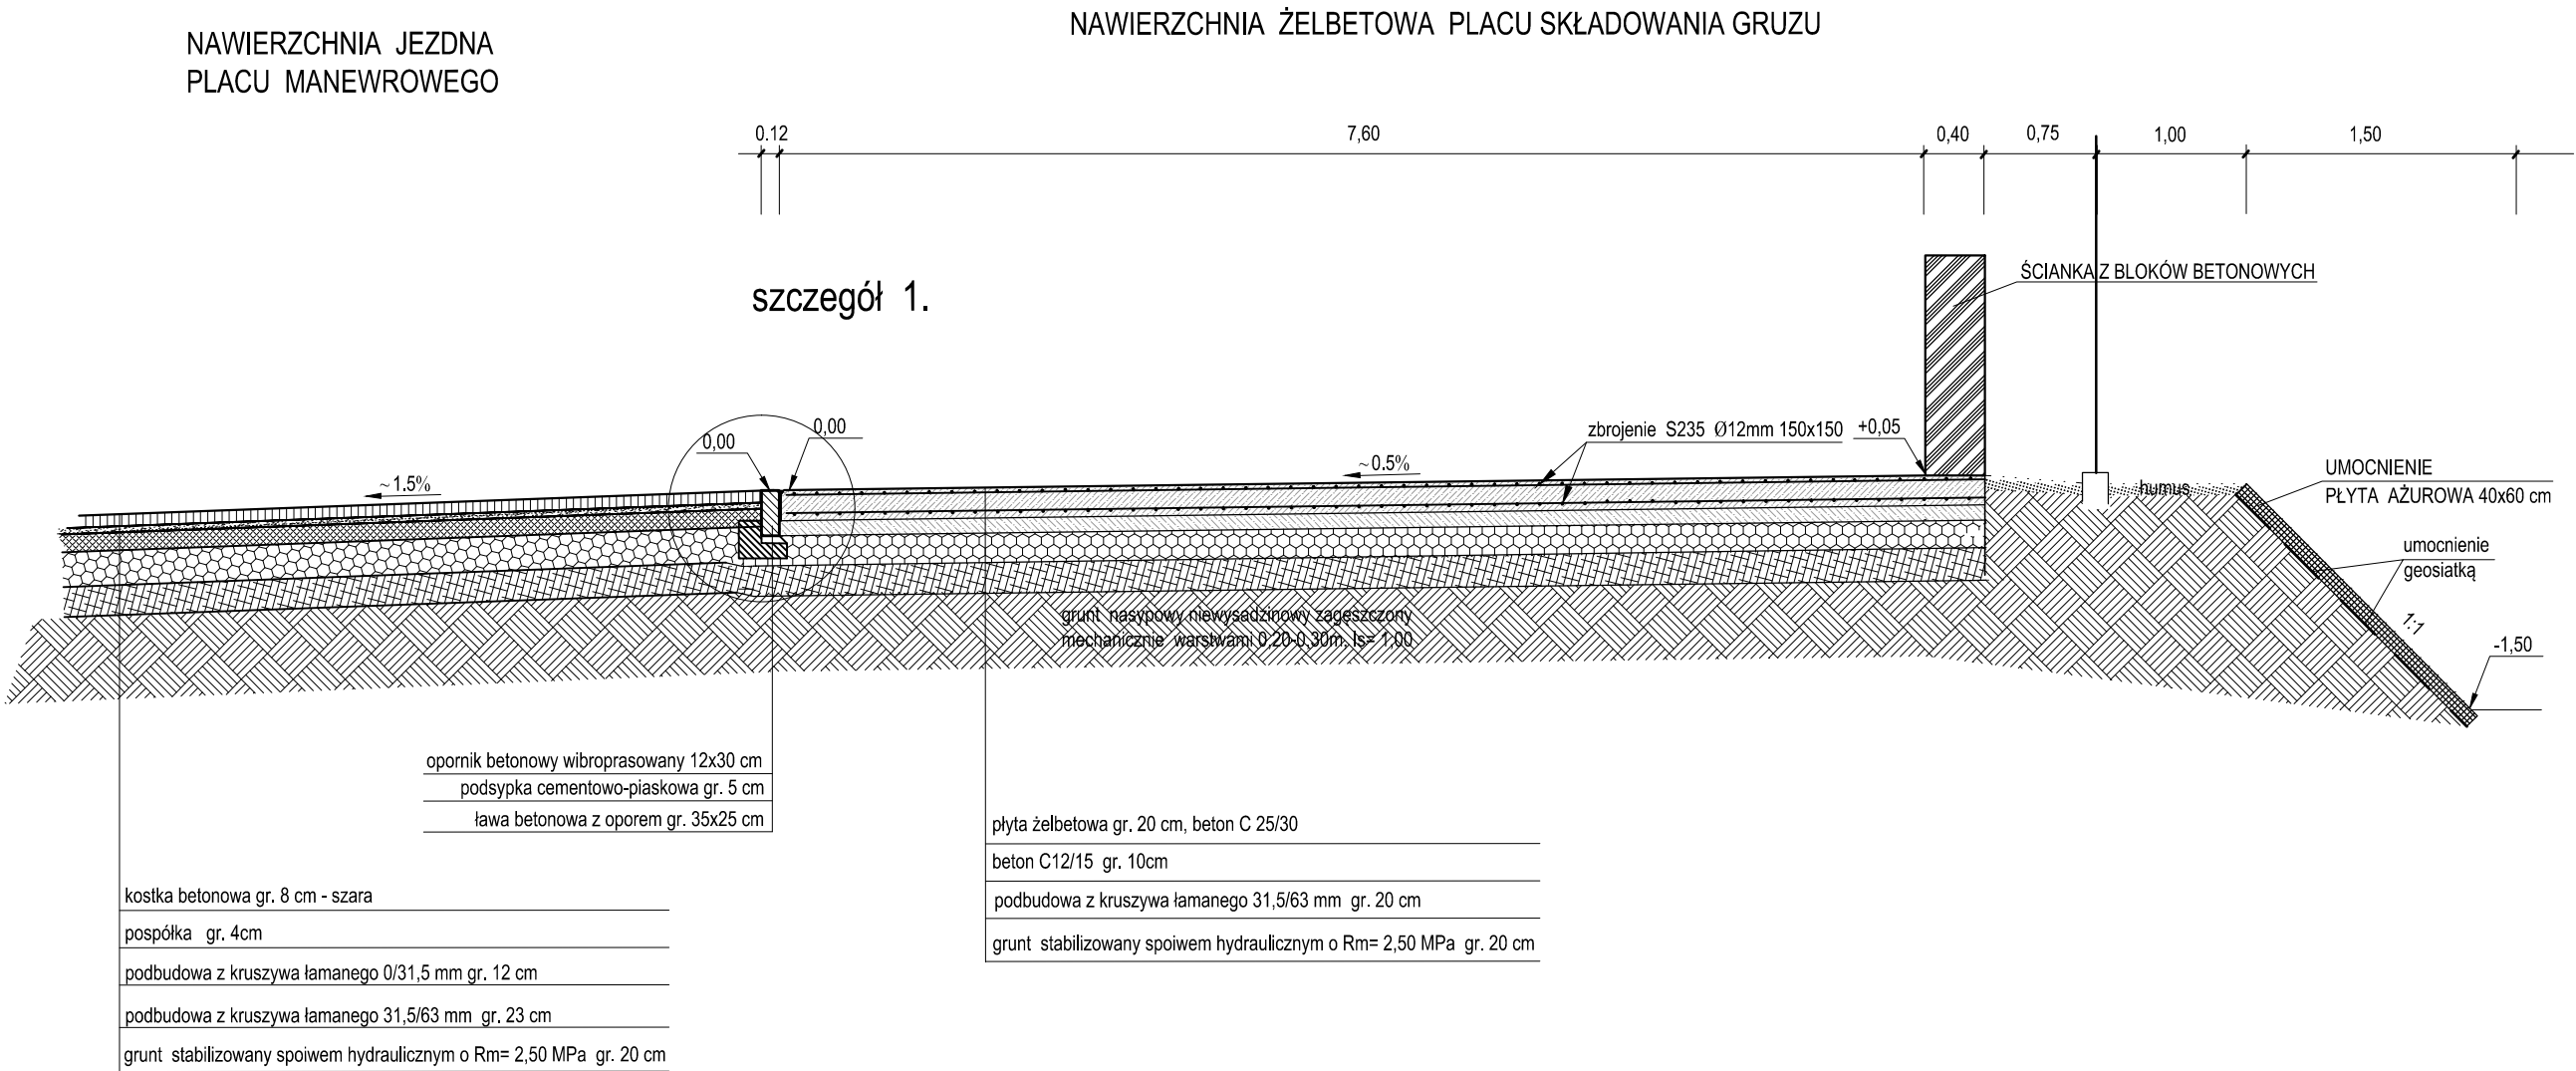 NAWIERZCHNIA JEZDNA
PLACU MANEWROWEGO
NAWIERZCHNIA ŻELBETOWA PLACU SKŁADOWANIA GRUZU
0.12
7,60
0,40
0,75
1,00
1,50
szczegół 1.
ŚCIANKA Z BLOKÓW BETONOWYCH
0,00
0,00
zbrojenie S235 Ø12mm 150x150
+0,05
~1.5%
~0.5%
humus
UMOCNIENIE
PŁYTA AŻUROWA 40x60 cm
umocnienie
geosiatką
1:1
-1,50
grunt nasypowy niewysadzinowy zagęszczony
mechanicznie warstwami 0,20-0,30m, Is= 1,00
opornik betonowy wibroprasowany 12x30 cm
podsypka cementowo-piaskowa gr. 5 cm
ława betonowa z oporem gr. 35x25 cm
płyta żelbetowa gr. 20 cm, beton C 25/30
beton C12/15 gr. 10cm
podbudowa z kruszywa łamanego 31,5/63 mm gr. 20 cm
grunt stabilizowany spoiwem hydraulicznym o Rm= 2,50 MPa gr. 20 cm
kostka betonowa gr. 8 cm - szara
pospółka gr. 4cm
podbudowa z kruszywa łamanego 0/31,5 mm gr. 12 cm
podbudowa z kruszywa łamanego 31,5/63 mm gr. 23 cm
grunt stabilizowany spoiwem hydraulicznym o Rm= 2,50 MPa gr. 20 cm